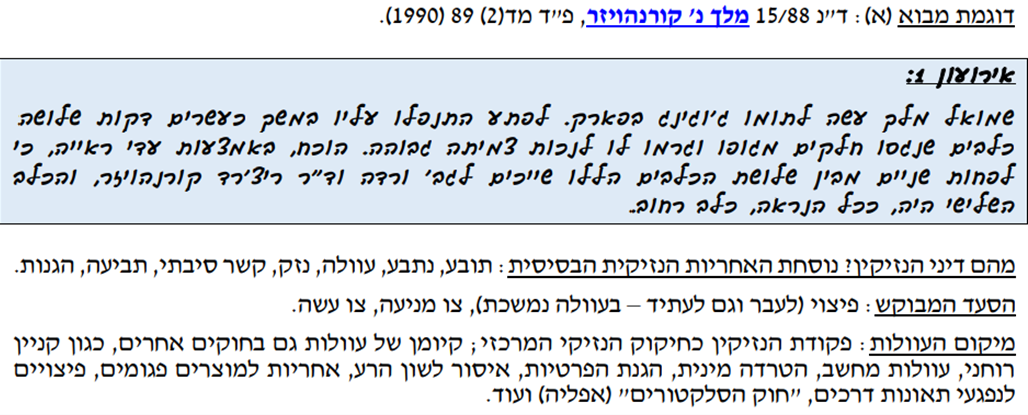 דוגמת מבוא (א): ד"נ 15/88 מלך נ' קורנהויזר, פ"ד מד(2) 89 (1990).
אירועון 1:
שמואל מלך עשה לתומו ג'וגינג בפארק. לפתע התנפלו עליו במשך כעשרים דקות שלושה
כלבים שנגסו חלקים מגופו וגרמו לו לנכות צמיתה גבוהה. הוכח, באמצעות עדי ראייה, כי
לפחות שניים מבין שלושת הכלבים הללו שייכים לגב' ורדה וד"ר ריצ'רד קורנהויזר, והכלב
השלישי היה, ככל הנראה, כלב רחוב.
מהם דיני הנזיקין? נוסחת האחריות הנזיקית הבסיסית: תובע, נתבע, עוולה, נזק, קשר סיבתי, תביעה, הגנות.
הסעד המבוקש: פיצוי (לעבר וגם לעתיד – בעוולה נמשכת), צו מניעה, צו עשה.
מיקום העוולות: פקודת הנזיקין כחיקוק הנזיקי המרכזי; קיומן של עוולות גם בחוקים אחרים, כגון קניין
רוחני, עוולות מחשב, הטרדה מינית, הגנת הפרטיות, איסור לשון הרע, אחריות למוצרים פגומים, פיצויים
לנפגעי תאונות דרכים, "חוק הסלקטורים" (אפליה) ועוד.